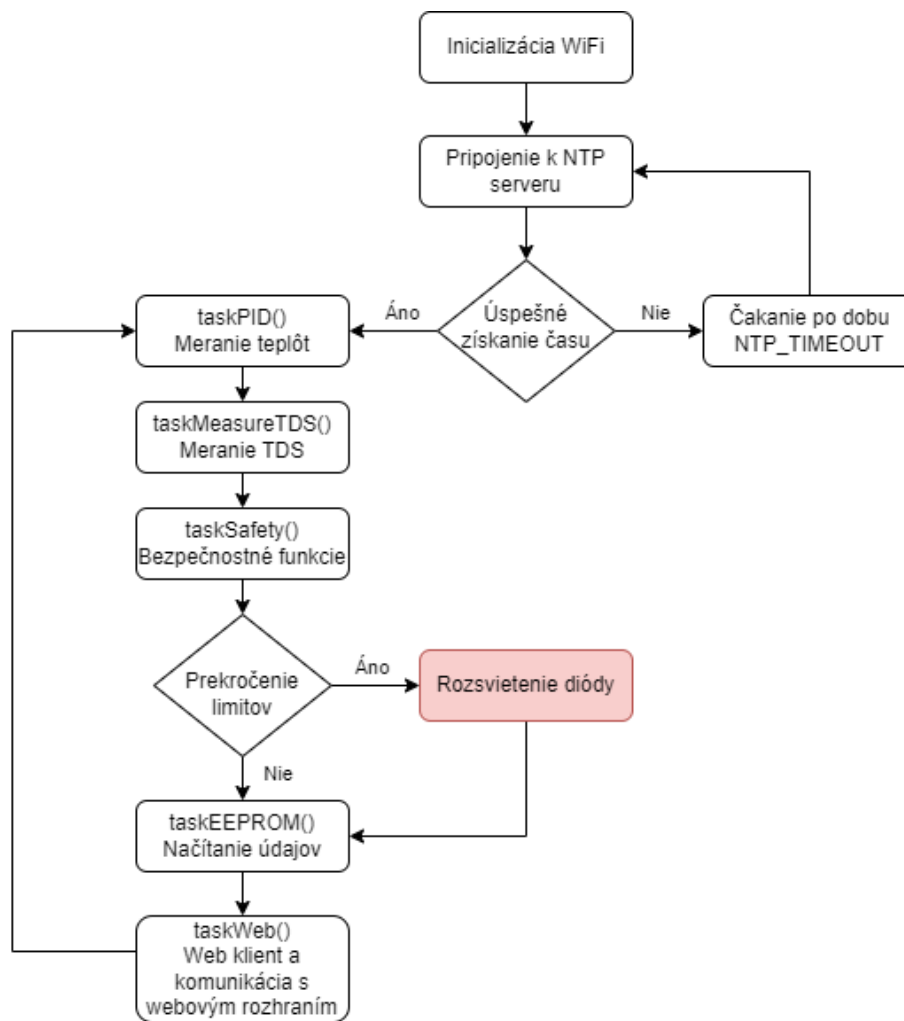 Inicializácia WiFi
Pripojenie k NTP
serveru
Úspešné
získanie času
Áno
Nie
Čakanie po dobu
NTP_TIMEOUT
taskPID()
Meranie teplôt
taskMeasureTDS()
Meranie TDS
taskSafety()
Bezpečnostné funkcie
Prekročenie
limitov
Áno
Rozsvietenie diódy
Nie
taskEEPROM()
Načítanie údajov
taskWeb()
Web klient a
komunikácia s
webovým rozhraním